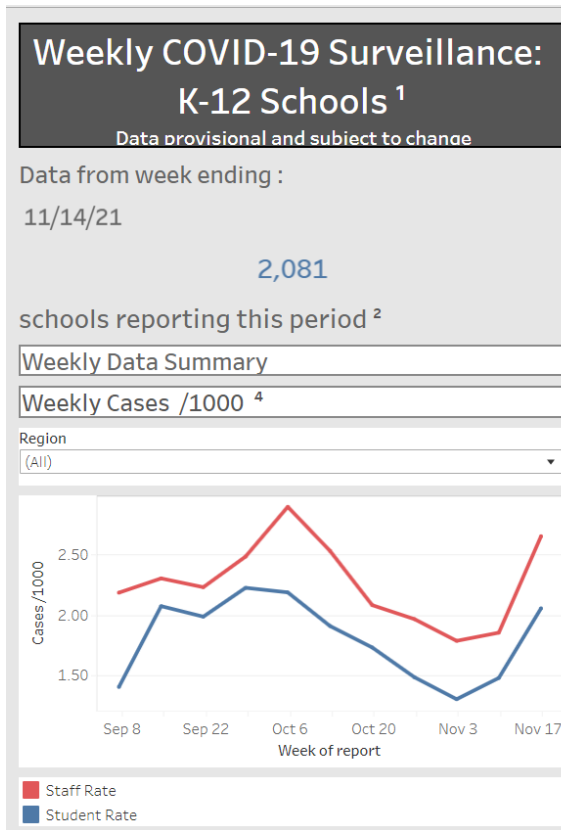 Weekly COVID-19 Surveillance:
K-12 Schools ¹
Data provisional and subject to change
Data from week ending :
11/14/21
2,081
schools reporting this period ²
Weekly Data Summary
Weekly Cases /1000 ⁴
Region
(All)
2.50
2.00
1.50
Cases /1000
Sep 8 Sep 22 Oct 6 Oct 20 Nov 3 Nov 17
Week of report
Staff Rate
Student Rate